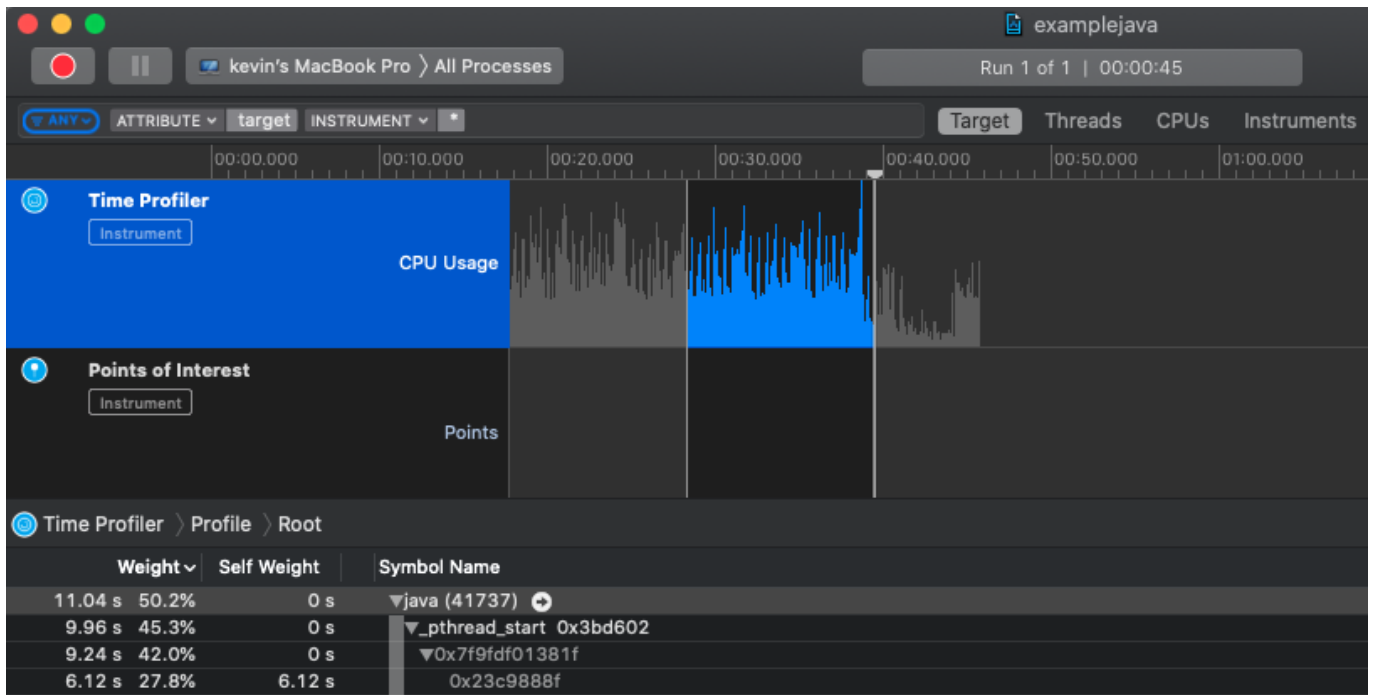 examplejava
kevin's MacBook Pro 〉All Processes
Run 1 of 1 | 00:00:45
ANY ATTRIBUTE target INSTRUMENT * Target Threads CPUs Instruments
00:00.000 00:10.000 00:20.000 00:30.000 00:40.000 00:50.000 01:00.000
Time Profiler
Instrument
CPU Usage
Points of Interest
Instrument
Points
Time Profiler 〉Profile 〉Root
Weight Self Weight Symbol Name
11.04 s 50.2% 0 s java (41737)
9.96 s 45.3% 0 s _pthread_start 0x3bd602
9.24 s 42.0% 0 s 0x7f9fdf01381f
6.12 s 27.8% 6.12 s 0x23c9888f